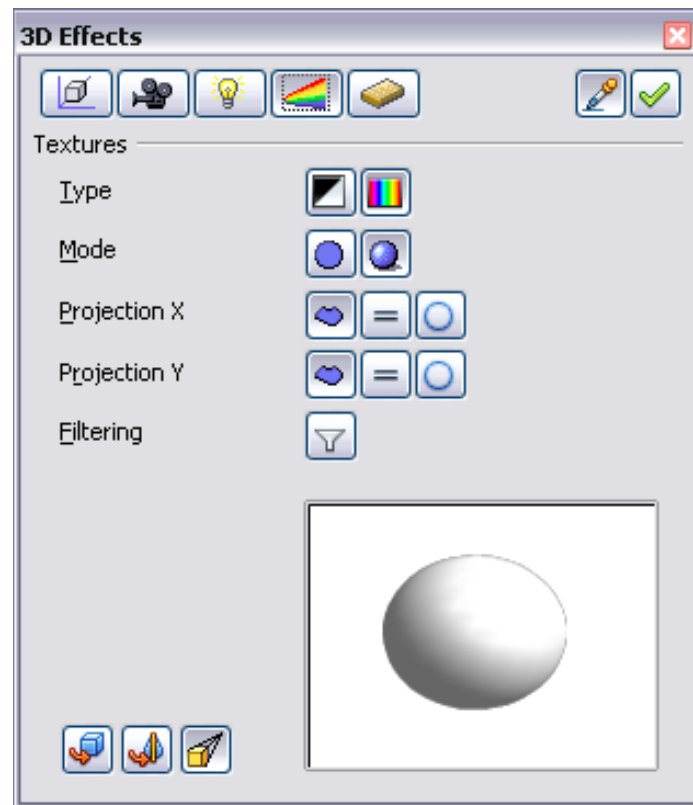 3D Effects
Textures
Type
Mode
Projection X
Projection Y
Filtering